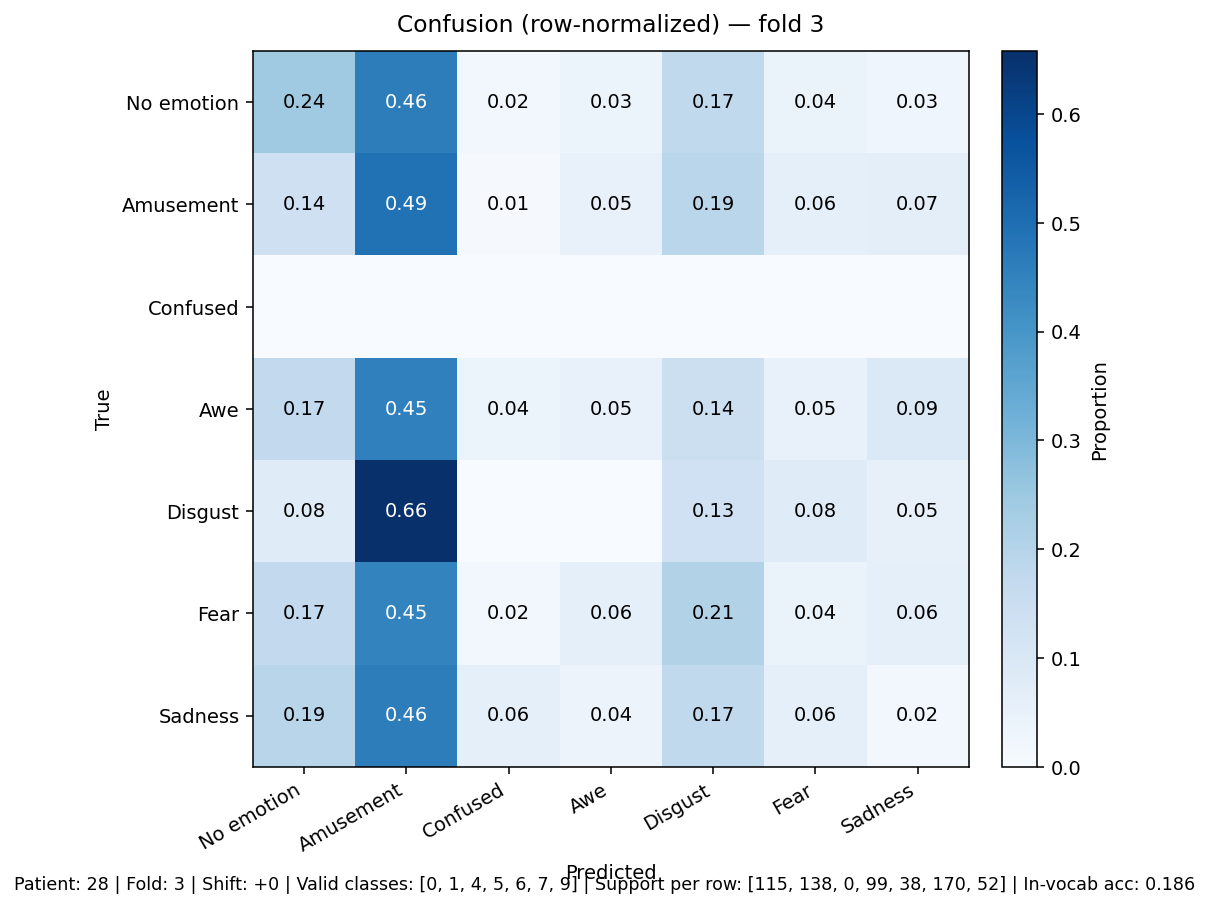 Confusion (row-normalized) — fold 3
No emotion 0.24 0.46 0.02 0.03 0.17 0.04 0.03
Amusement 0.14 0.49 0.01 0.05 0.19 0.06 0.07
Confused
Awe 0.17 0.45 0.04 0.05 0.14 0.05 0.09
Disgust 0.08 0.66 0.13 0.08 0.05
Fear 0.17 0.45 0.02 0.06 0.21 0.04 0.06
Sadness 0.19 0.46 0.06 0.04 0.17 0.06 0.02
True
No emotion Amusement Confused Awe Disgust Fear Sadness
Predicted
0.6
0.5
0.4
0.3
0.2
0.1
0.0
Proportion
Patient: 28 | Fold: 3 | Shift: +0 | Valid classes: [0, 1, 4, 5, 6, 7, 9] | Support per row: [115, 138, 0, 99, 38, 170, 52] | In-vocab acc: 0.186